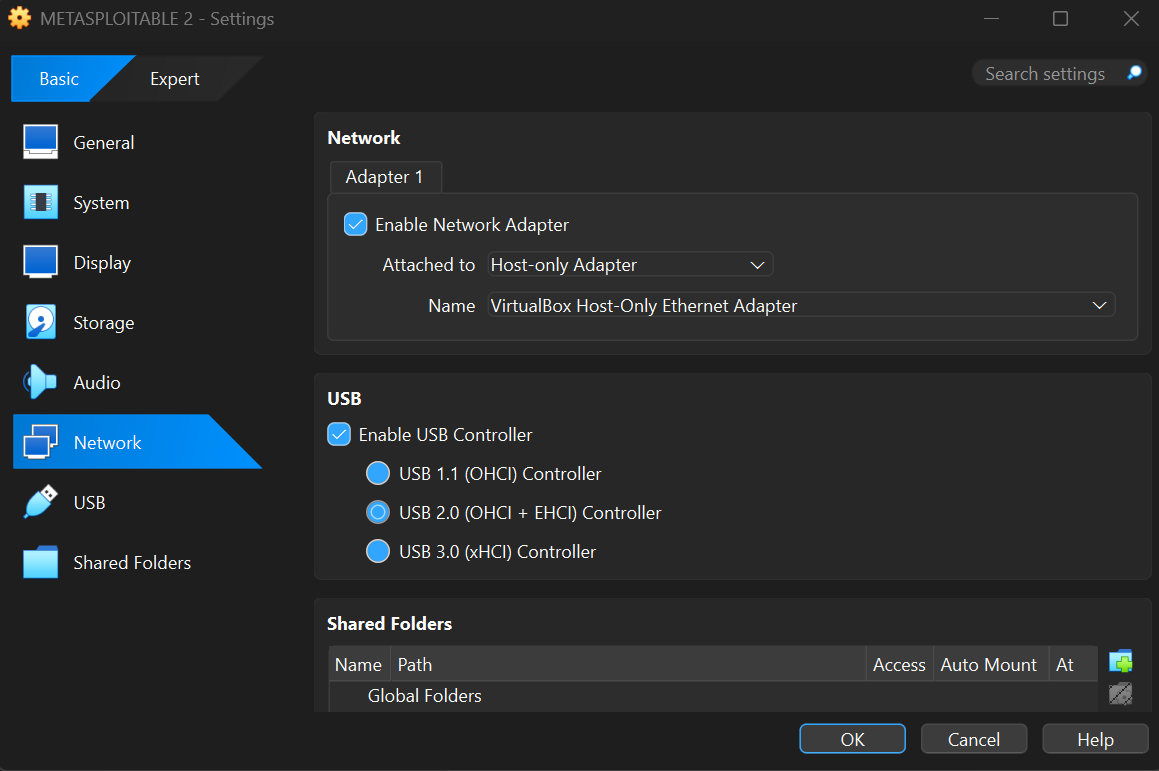 METASPLOITABLE 2 - Settings
Basic
Expert
Search settings
General
System
Display
Storage
Audio
Network
USB
Shared Folders
Network
Adapter 1
Enable Network Adapter
Attached to Host-only Adapter
Name VirtualBox Host-Only Ethernet Adapter
USB
Enable USB Controller
USB 1.1 (OHCI) Controller
USB 2.0 (OHCI + EHCI) Controller
USB 3.0 (xHCI) Controller
Shared Folders
Name Path Access Auto Mount At
Global Folders
OK Cancel Help